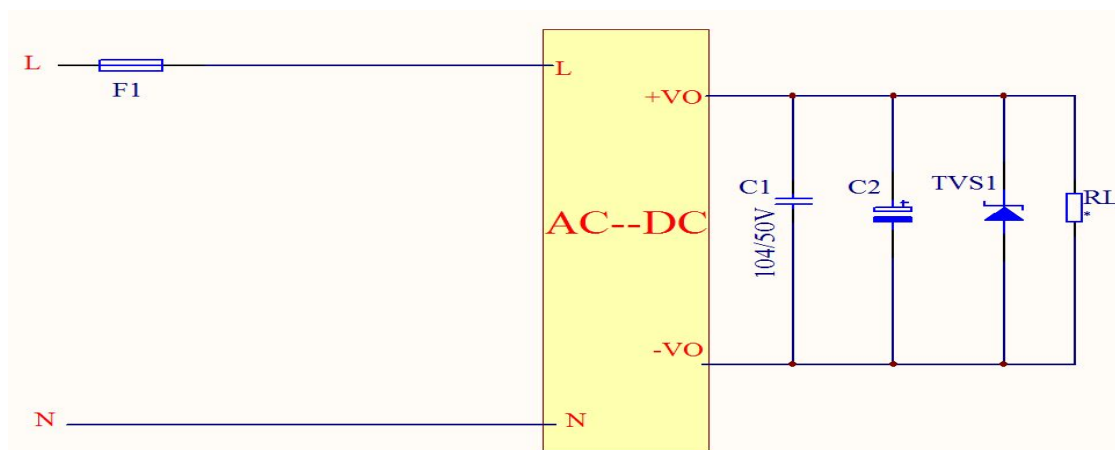 L
F1
L
+VO
C1
104/50V
C2
TVS1
RL
*
AC--DC
-VO
N
N
+